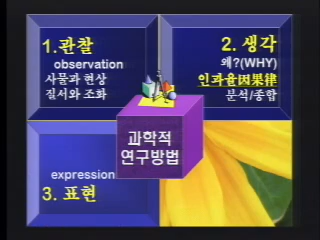 1.관찰
observation
사물과 현상
질서와 조화
2. 생각
왜?(WHY)
인과율因果律
분석/종합
과학적
연구방법
expression
3. 표현